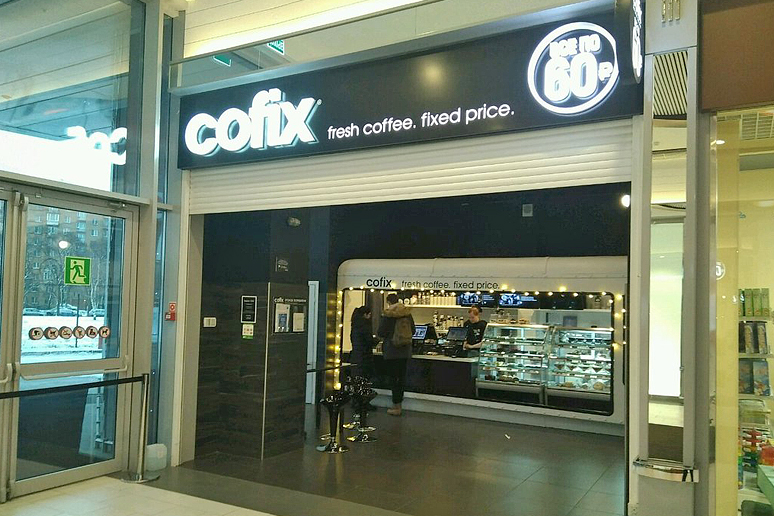 cofix fresh coffee. fixed price.
все по
60₽
cofix fresh coffee. fixed price.